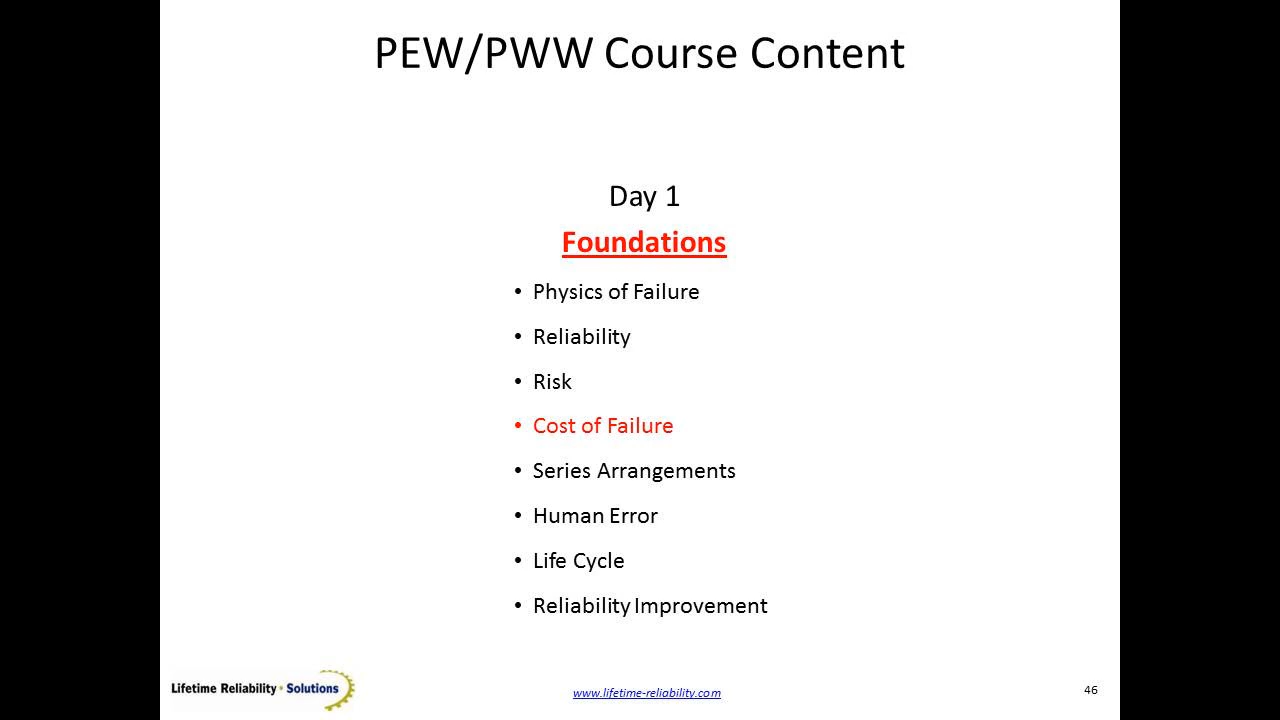 PEW/PWW Course Content
Day 1
Foundations
• Physics of Failure
• Reliability
• Risk
• Cost of Failure
• Series Arrangements
• Human Error
• Life Cycle
• Reliability Improvement
Lifetime Reliability • Solutions
www.lifetime-reliability.com
46